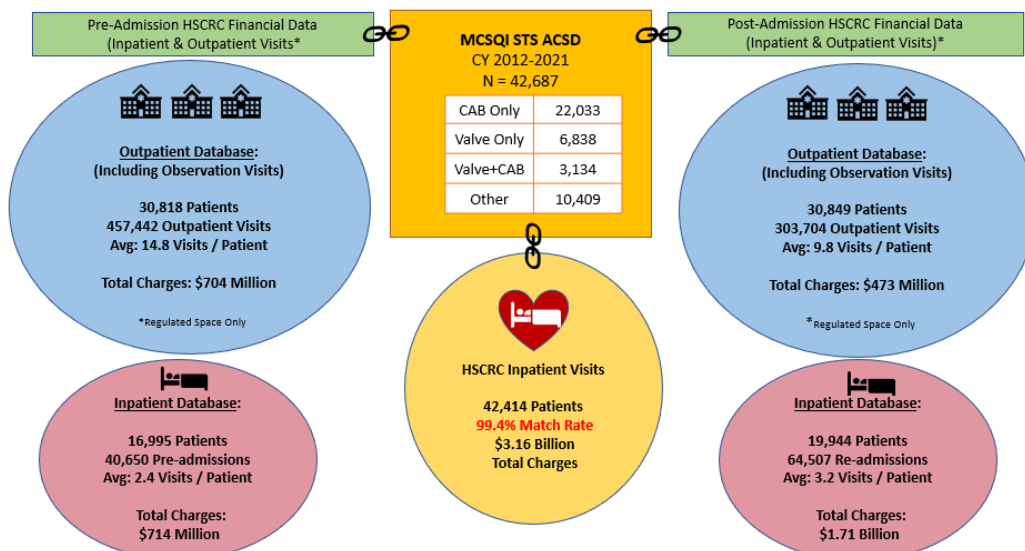 Pre-Admission HSCRC Financial Data
(Inpatient & Outpatient Visits*
Outpatient Database:
(Including Observation Visits)
30,818 Patients
457,442 Outpatient Visits
Avg: 14.8 Visits / Patient
Total Charges: $704 Million
*Regulated Space Only
Inpatient Database:
16,995 Patients
40,650 Pre-admissions
Avg: 2.4 Visits / Patient
Total Charges:
$714 Million
MCSQI STS ACSD
CY 2012-2021
N = 42,687
CAB Only 22,033
Valve Only 6,838
Valve+CAB 3,134
Other 10,409
HSCRC Inpatient Visits
42,414 Patients
99.4% Match Rate
$3.16 Billion
Total Charges
Post-Admission HSCRC Financial Data
(Inpatient & Outpatient Visits)*
Outpatient Database:
(Including Observation Visits)
30,849 Patients
303,704 Outpatient Visits
Avg: 9.8 Visits / Patient
Total Charges: $473 Million
*Regulated Space Only
Inpatient Database:
19,944 Patients
64,507 Re-admissions
Avg: 3.2 Visits / Patient
Total Charges:
$1.71 Billion